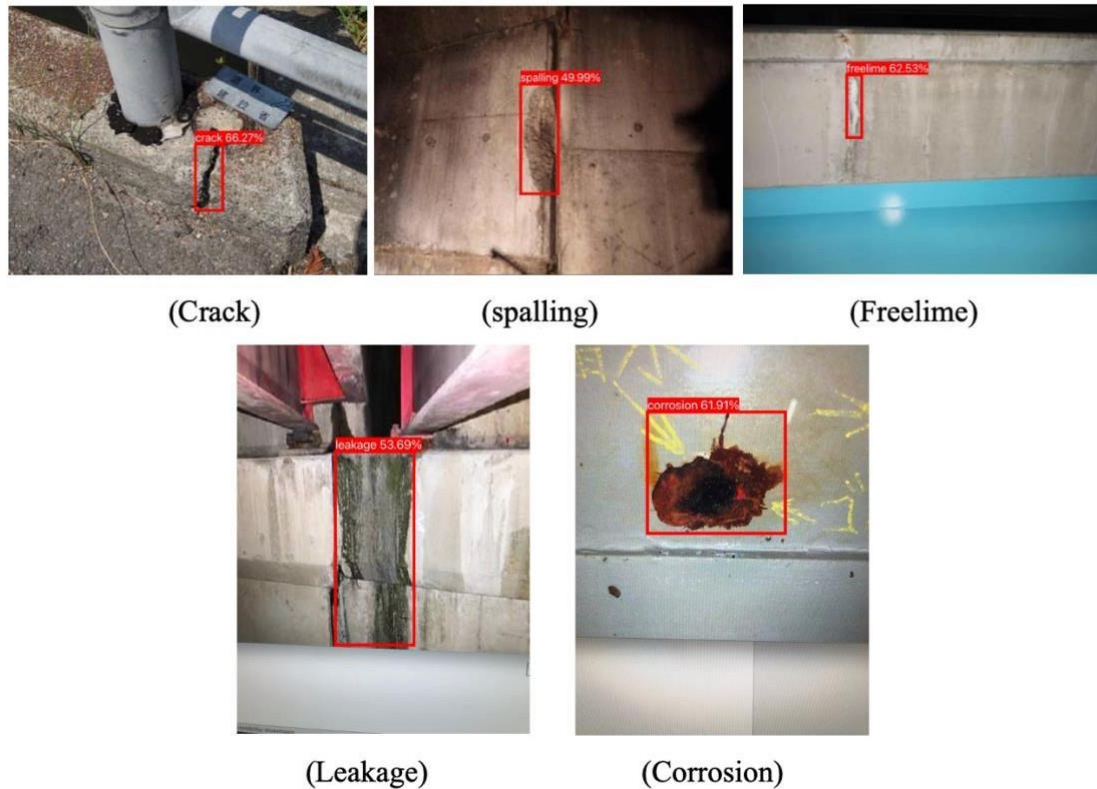 crack 66.27%
spalling 49.99%
freelime 62.53%
(Crack)
(spalling)
(Freelime)
leakage 53.69%
corrosion 61.91%
(Leakage)
(Corrosion)